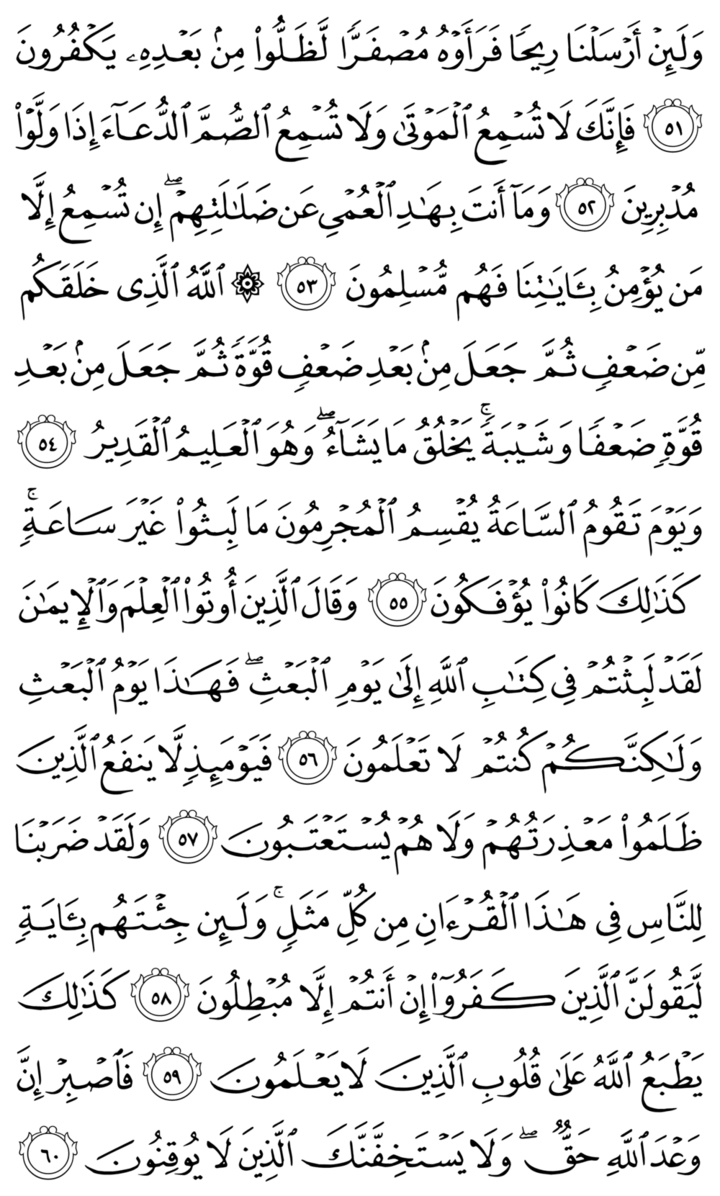 وَلَئِنْ أَرْسَلْنَا رِيحًا فَرَأَوْهُ مُصْفَرًّا لَّظَلُّوا۟ مِنۢ بَعْدِهِۦ يَكْفُرُونَ
٥١ فَإِنَّكَ لَا تُسْمِعُ ٱلْمَوْتَىٰ وَلَا تُسْمِعُ ٱلصُّمَّ ٱلدُّعَآءَ إِذَا وَلَّوْا۟
مُدْبِرِينَ ٥٢ وَمَآ أَنتَ بِهَـٰدِ ٱلْعُمْىِ عَن ضَلَـٰلَتِهِمْ ۖ إِن تُسْمِعُ إِلَّا
مَن يُؤْمِنُ بِـَٔايَـٰتِنَا فَهُم مُّسْلِمُونَ ٥٣ ۞ ٱللَّهُ ٱلَّذِى خَلَقَكُم
مِّن ضَعْفٍ ثُمَّ جَعَلَ مِنۢ بَعْدِ ضَعْفٍ قُوَّةً ثُمَّ جَعَلَ مِنۢ بَعْدِ
قُوَّةٍ ضَعْفًا وَشَيْبَةً ۚ يَخْلُقُ مَا يَشَآءُ ۖ وَهُوَ ٱلْعَلِيمُ ٱلْقَدِيرُ ٥٤
وَيَوْمَ تَقُومُ ٱلسَّاعَةُ يُقْسِمُ ٱلْمُجْرِمُونَ مَا لَبِثُوا۟ غَيْرَ سَاعَةٍ ۚ
كَذَٰلِكَ كَانُوا۟ يُؤْفَكُونَ ٥٥ وَقَالَ ٱلَّذِينَ أُوتُوا۟ ٱلْعِلْمَ وَٱلْإِيمَـٰنَ
لَقَدْ لَبِثْتُمْ فِى كِتَـٰبِ ٱللَّهِ إِلَىٰ يَوْمِ ٱلْبَعْثِ ۖ فَهَـٰذَا يَوْمُ ٱلْبَعْثِ
وَلَـٰكِنَّكُمْ كُنتُمْ لَا تَعْلَمُونَ ٥٦ فَيَوْمَئِذٍ لَّا يَنفَعُ ٱلَّذِينَ
ظَلَمُوا۟ مَعْذِرَتُهُمْ وَلَا هُمْ يُسْتَعْتَبُونَ ٥٧ وَلَقَدْ ضَرَبْنَا
لِلنَّاسِ فِى هَـٰذَا ٱلْقُرْءَانِ مِن كُلِّ مَثَلٍ ۚ وَلَئِن جِئْتَهُم بِـَٔايَةٍ
لَّيَقُولَنَّ ٱلَّذِينَ كَفَرُوٓا۟ إِنْ أَنتُمْ إِلَّا مُبْطِلُونَ ٥٨ كَذَٰلِكَ
يَطْبَعُ ٱللَّهُ عَلَىٰ قُلُوبِ ٱلَّذِينَ لَا يَعْلَمُونَ ٥٩ فَٱصْبِرْ إِنَّ
وَعْدَ ٱللَّهِ حَقٌّ ۖ وَلَا يَسْتَخِفَّنَّكَ ٱلَّذِينَ لَا يُوقِنُونَ ٦٠